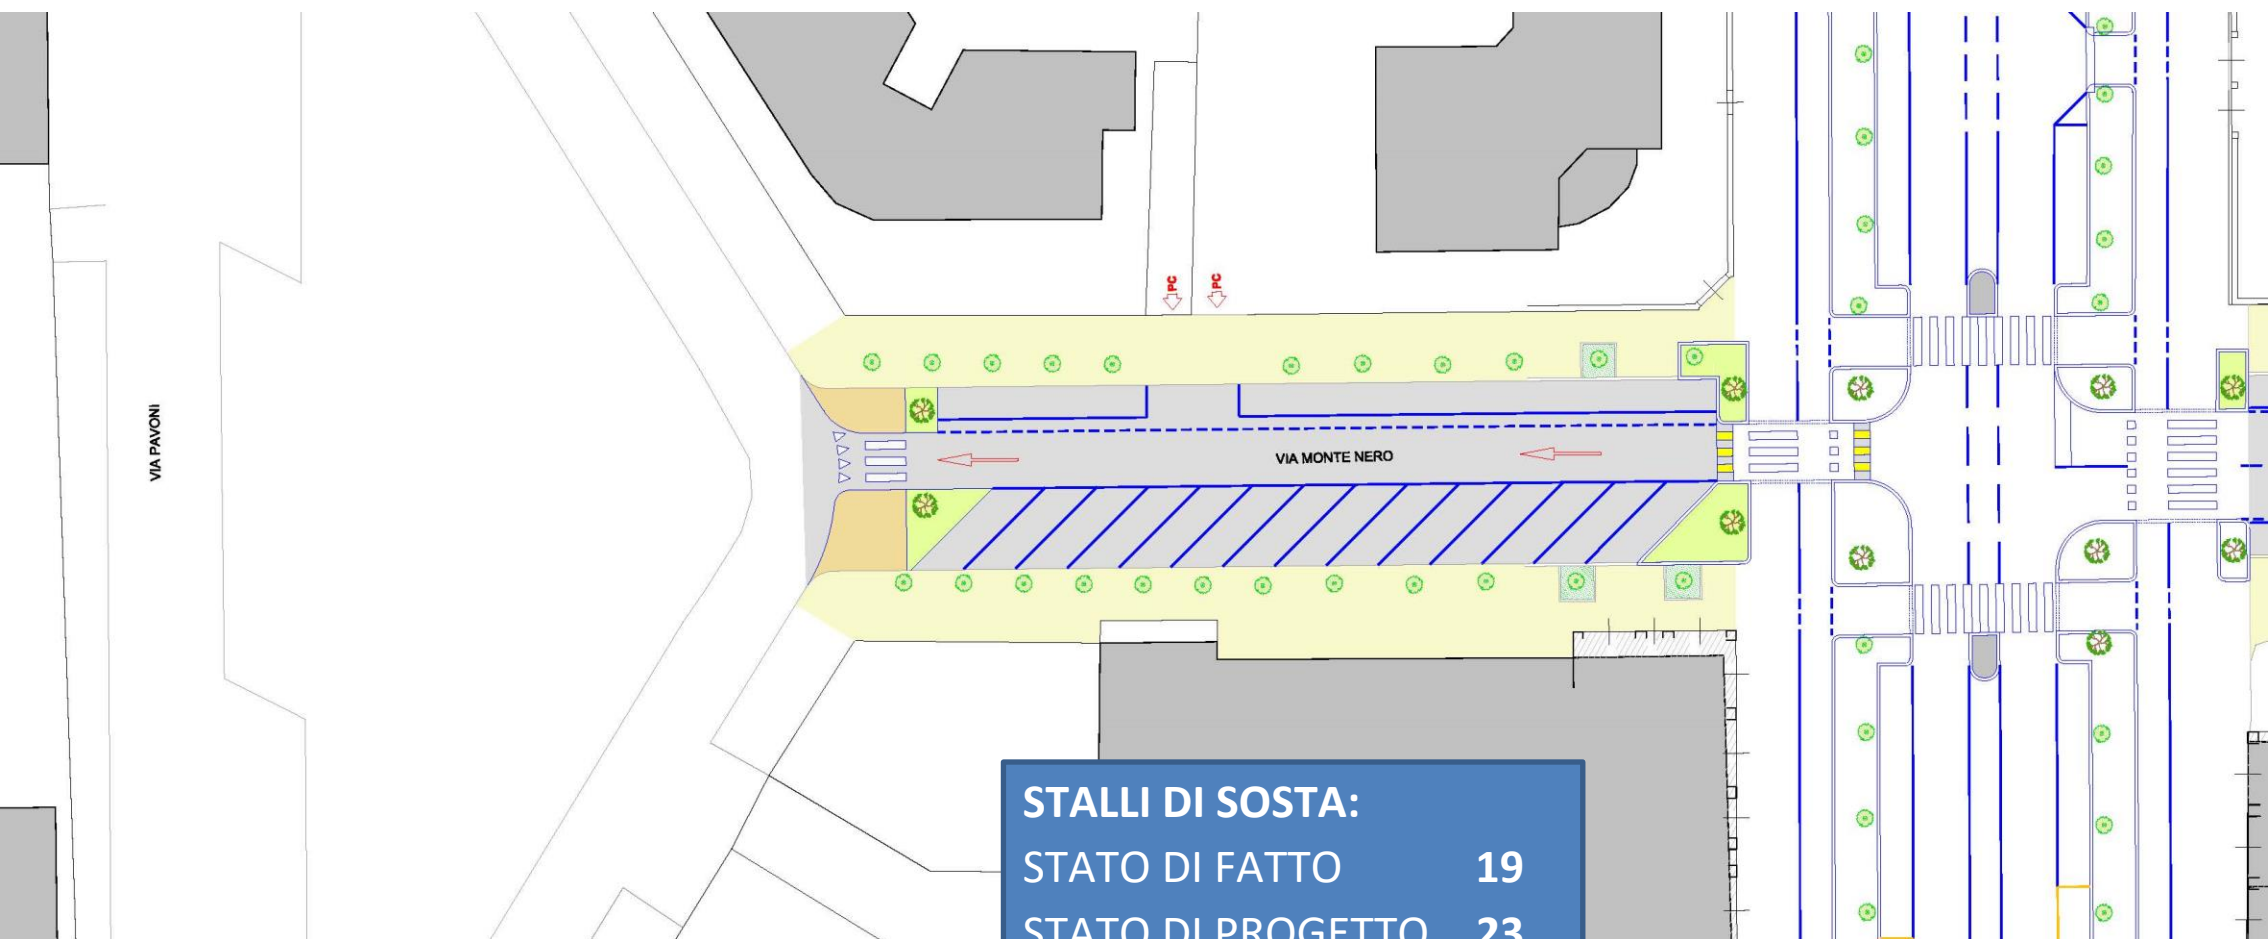 PC
PC
VIA PAVONI
VIA MONTE NERO
STALLI DI SOSTA:
STATO DI FATTO 19
STATO DI PROGETTO 23